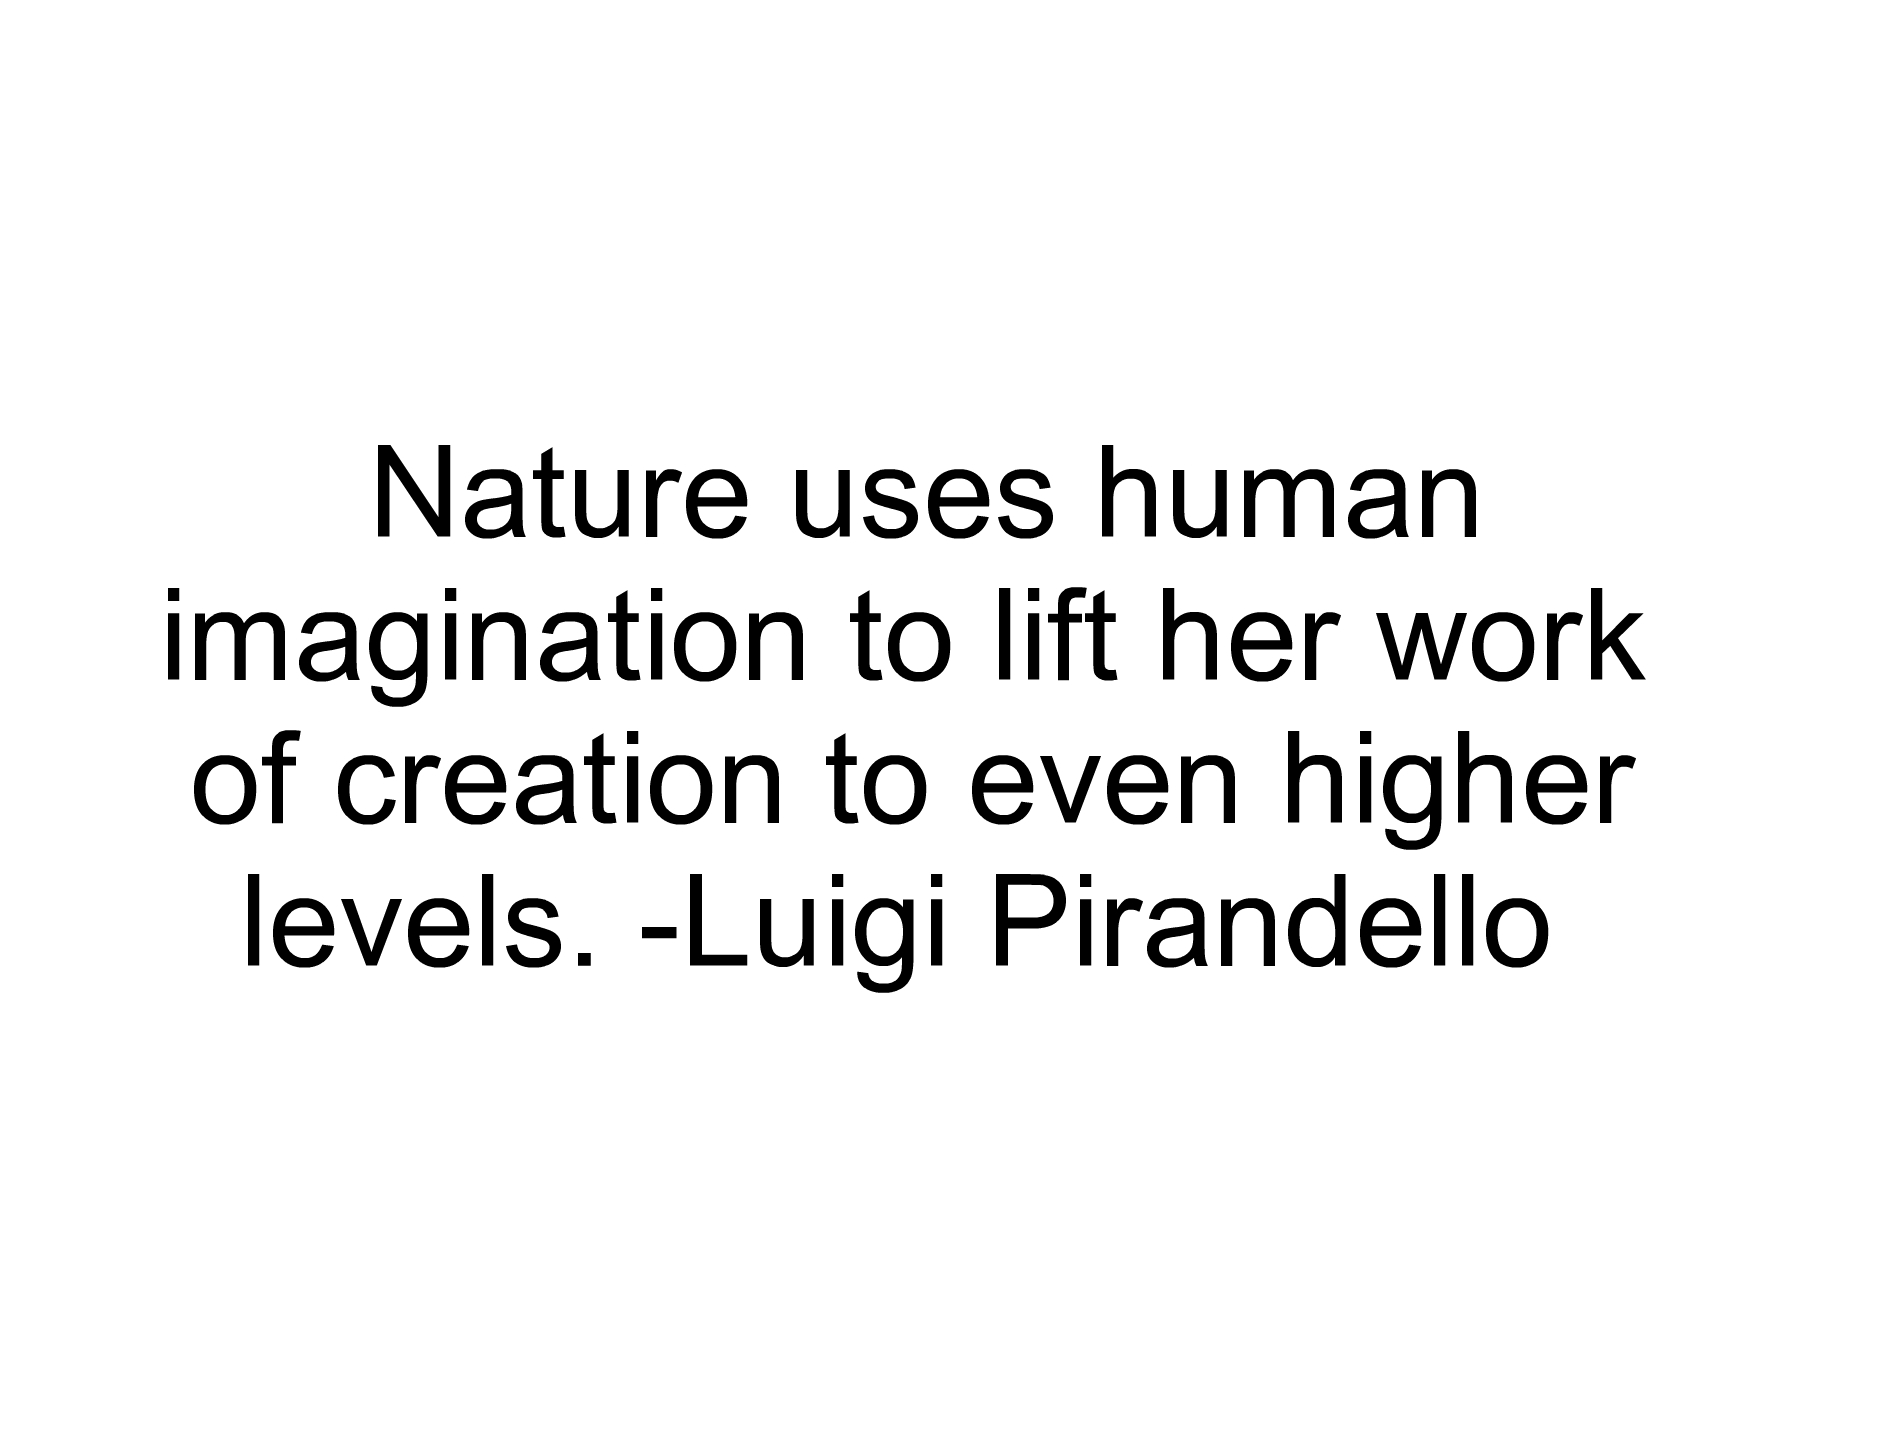 Nature uses human
imagination to lift her work
of creation to even higher
levels. -Luigi Pirandello